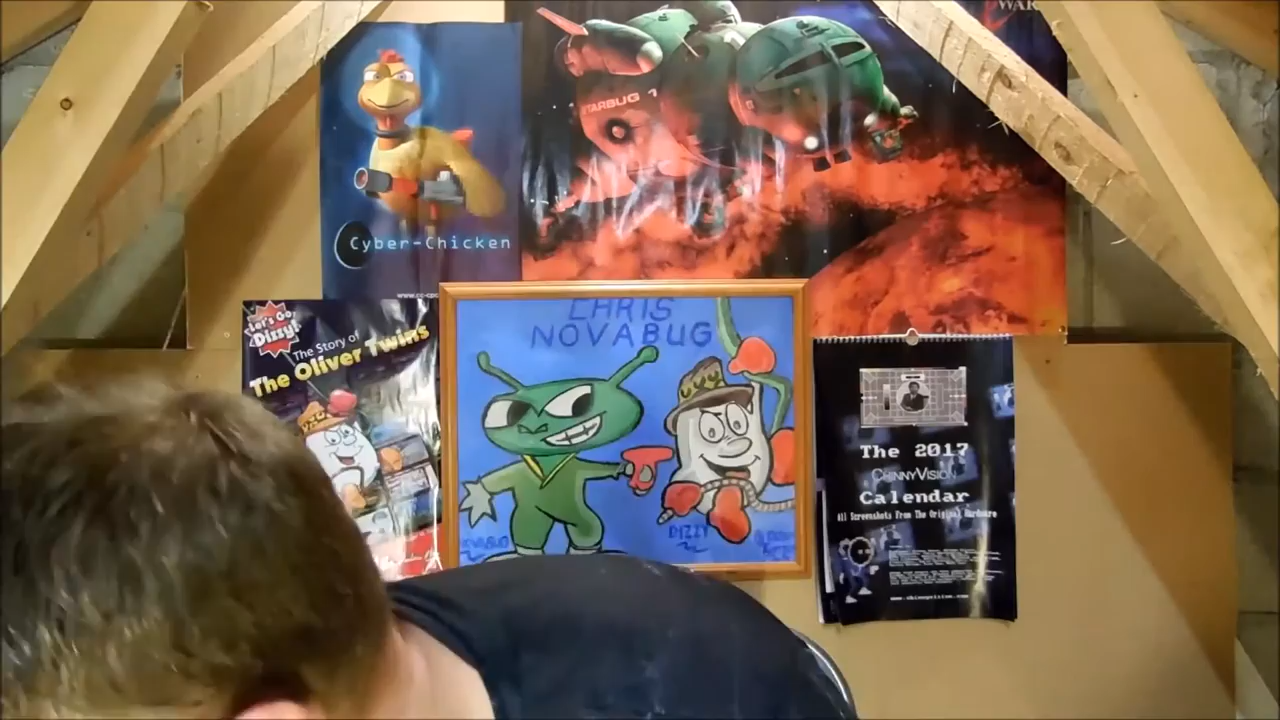 WAR
STARBUG 1
Cyber-Chicken
Let's Go
Dizzy!
The Story of
The Oliver Twins
CHRIS
NOVABUG
DIZZY
The 2017
CHINNYVISION
Calendar
All Screenshots From The Original Hardware